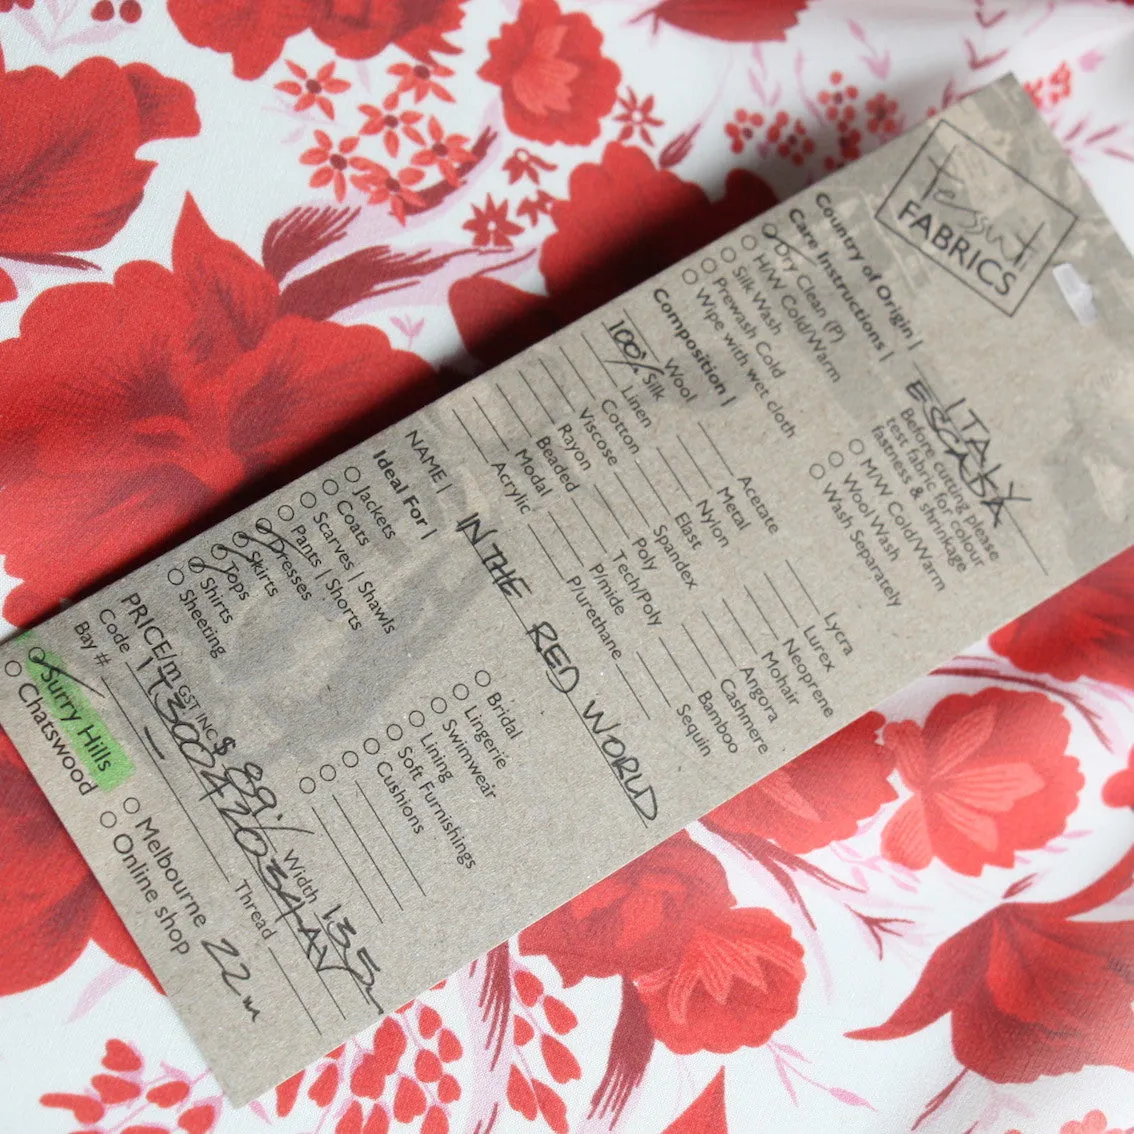 Tessuti
FABRICS
Country of Origin | ITALY
ESCADA
Care Instructions |
Before cutting please
test fabric for colour
fastness & shrinkage
Dry Clean (P)
H/W Cold/Warm
Silk Wash
Prewash Cold
Wipe with wet cloth
M/W Cold/Warm
Wool Wash
Wash Separately
Composition |
Wool
100% Silk
Linen
Cotton
Viscose
Rayon
Beaded
Modal
Acrylic
Acetate
Metal
Nylon
Elast
Spandex
Poly
Tech/Poly
P/mide
P/urethane
Lycra
Lurex
Neoprene
Mohair
Angora
Cashmere
Bamboo
Sequin
NAME | IN THE RED WORLD
Ideal For |
Jackets
Coats
Scarves | Shawls
Pants | Shorts
Dresses
Skirts
Tops
Shirts
Sheeting
Bridal
Lingerie
Swimwear
Lining
Soft Furnishings
Cushions
PRICE/m GST INC $ 89./ Width 135
Code
Bay #
Thread
Surry Hills
Chatswood
Melbourne
Online shop
22m